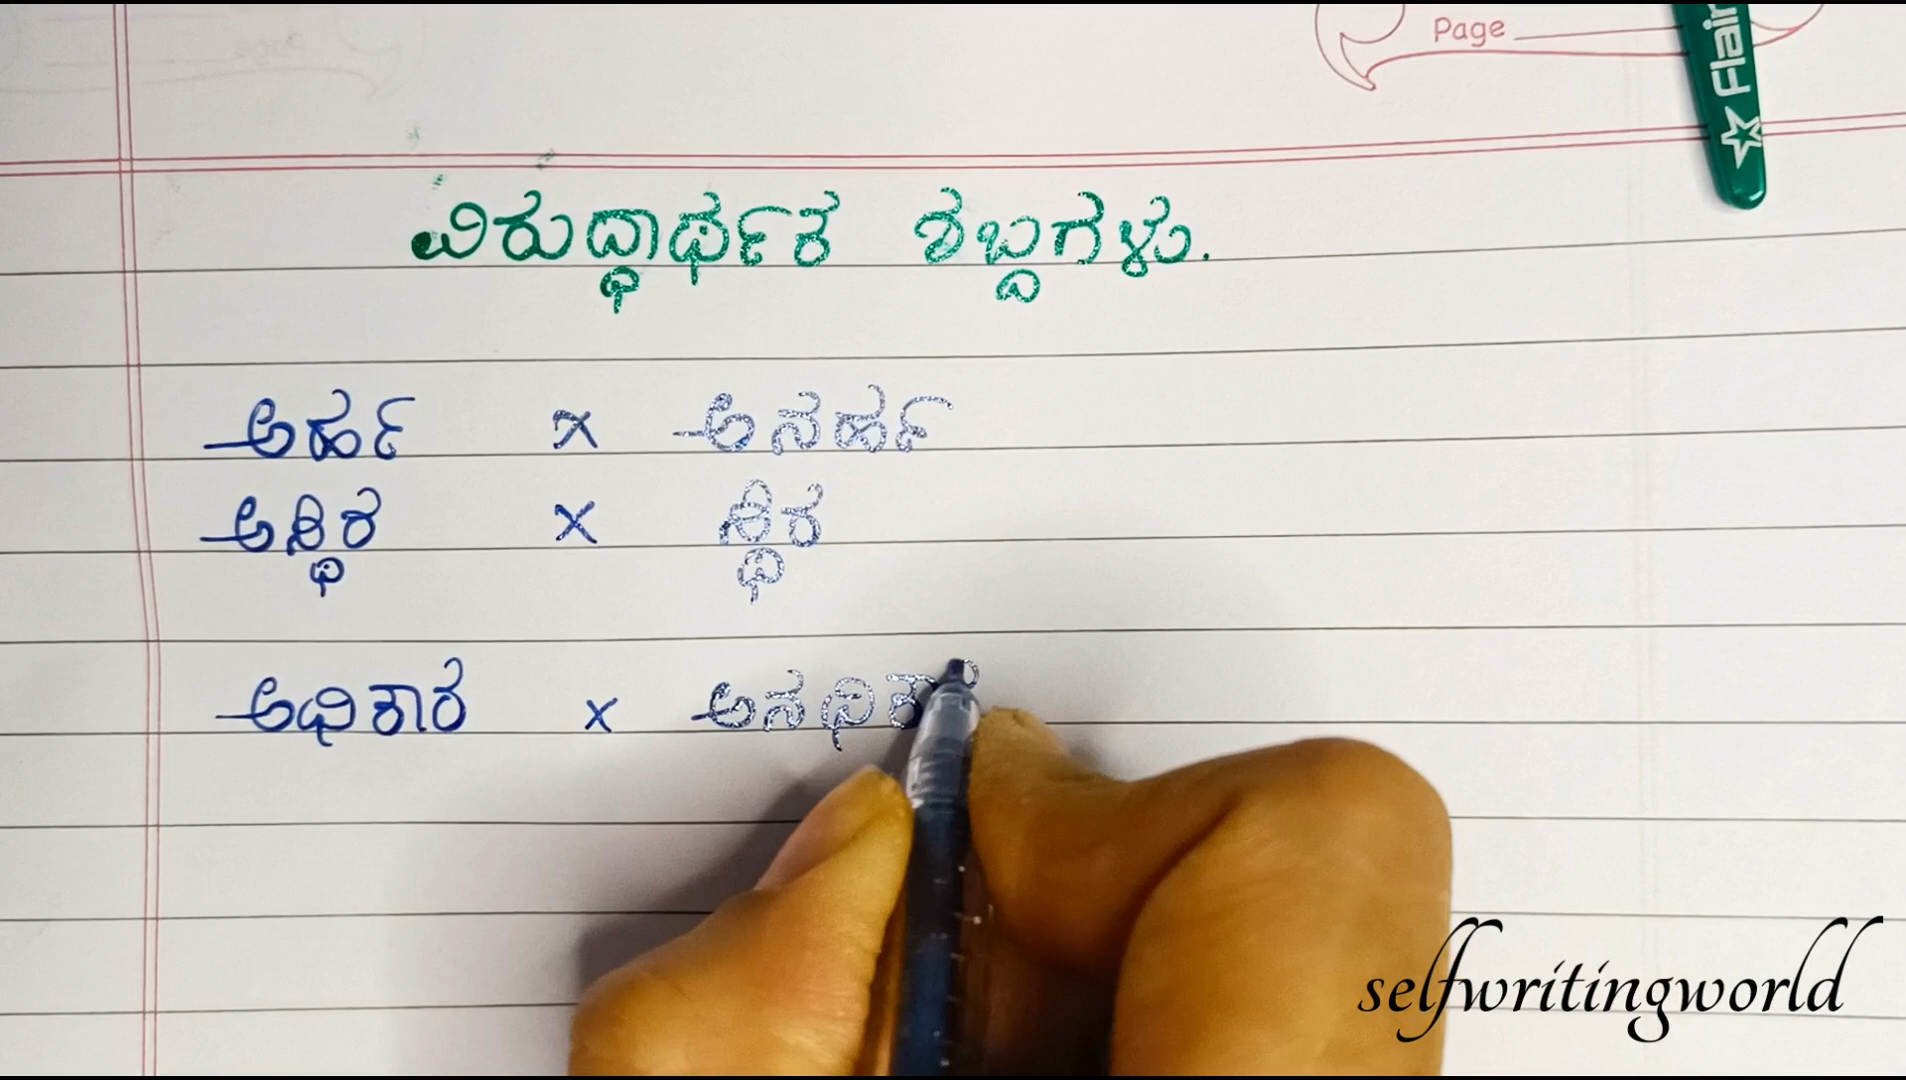 Page
Flair
ವಿರುದ್ಧಾರ್ಥಕ ಶಬ್ದಗಳು.
ಅರ್ಹ x ಅನರ್ಹ
ಅಸ್ಥಿರ x ಸ್ಥಿರ
ಅಧಿಕಾರ x
selfwritingworld